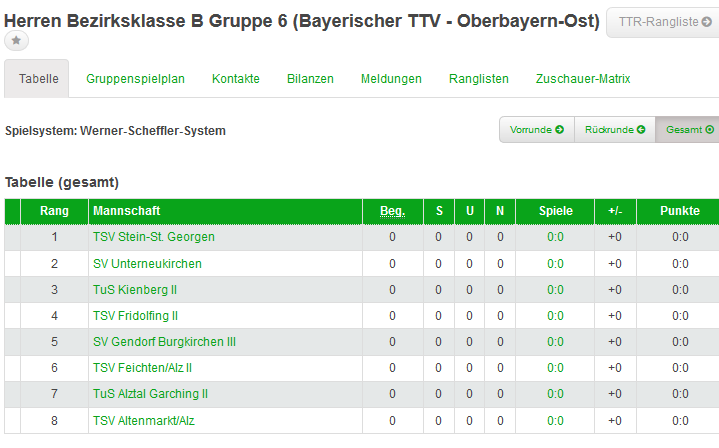 Herren Bezirksklasse B Gruppe 6 (Bayerischer TTV - Oberbayern-Ost) TTR-Rangliste
Tabelle Gruppenspielplan Kontakte Bilanzen Meldungen Ranglisten Zuschauer-Matrix
Spielsystem: Werner-Scheffler-System Vorrunde Rückrunde Gesamt
Tabelle (gesamt)
Rang Mannschaft Beg. S U N Spiele +/- Punkte
1 TSV Stein-St. Georgen 0 0 0 0 0:0 +0 0:0
2 SV Unterneukirchen 0 0 0 0 0:0 +0 0:0
3 TuS Kienberg II 0 0 0 0 0:0 +0 0:0
4 TSV Fridolfing II 0 0 0 0 0:0 +0 0:0
5 SV Gendorf Burgkirchen III 0 0 0 0 0:0 +0 0:0
6 TSV Feichten/Alz II 0 0 0 0 0:0 +0 0:0
7 TuS Alztal Garching II 0 0 0 0 0:0 +0 0:0
8 TSV Altenmarkt/Alz 0 0 0 0 0:0 +0 0:0